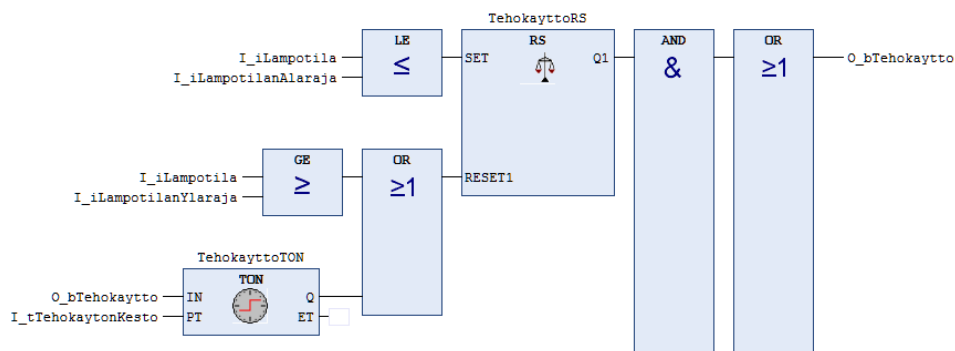 TehokayttoRS
LE
RS
AND
OR
I_iLampotila
≤
SET
Q1
&
≥1
O_bTehokaytto
I_iLampotilanAlaraja
GE
OR
I_iLampotila
≥
≥1
RESET1
I_iLampotilanYlaraja
TehokayttoTON
TON
O_bTehokaytto
IN
Q
I_tTehokaytonKesto
PT
ET